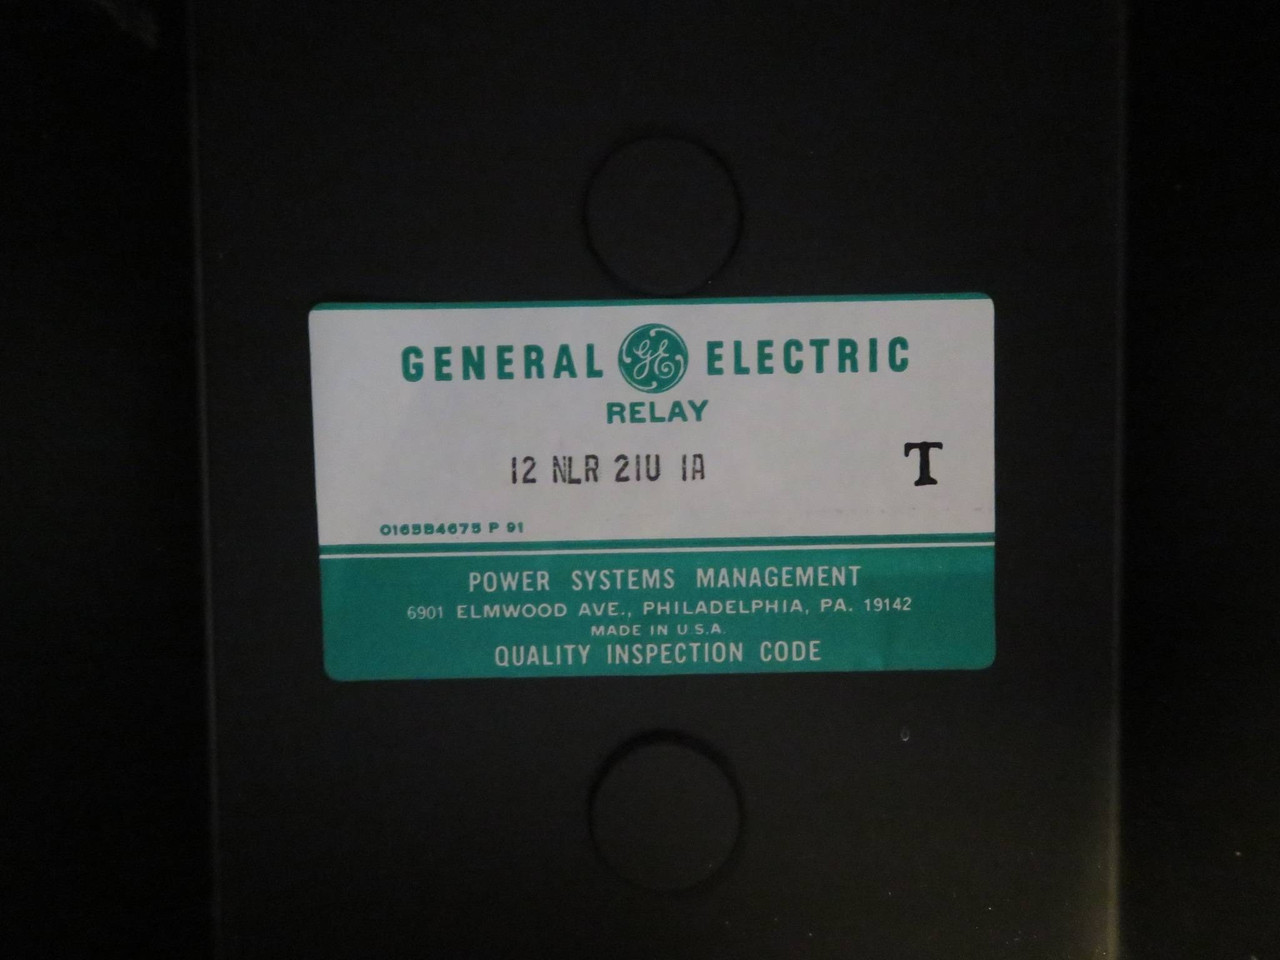 GENERAL GE ELECTRIC
RELAY
12 NLR 21U 1A T
0165B4675 P 91
POWER SYSTEMS MANAGEMENT
6901 ELMWOOD AVE., PHILADELPHIA, PA. 19142
MADE IN U.S.A.
QUALITY INSPECTION CODE